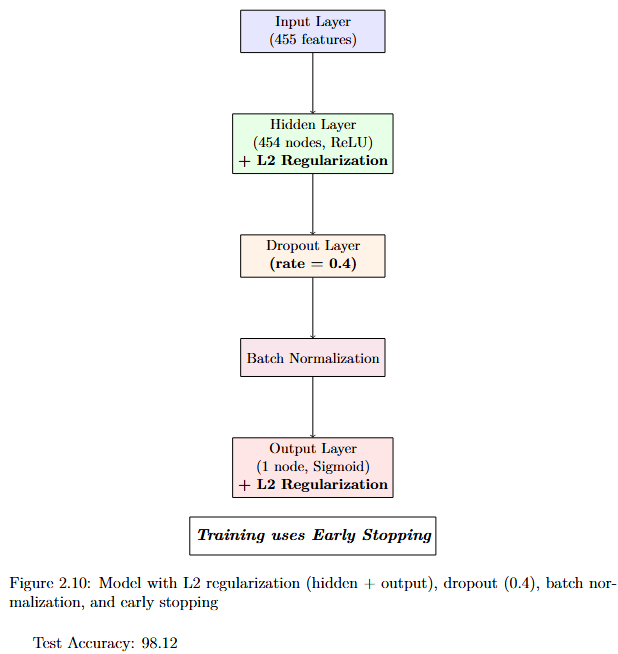 Input Layer
(455 features)
Hidden Layer
(454 nodes, ReLU)
+ L2 Regularization
Dropout Layer
(rate = 0.4)
Batch Normalization
Output Layer
(1 node, Sigmoid)
+ L2 Regularization
Training uses Early Stopping
Figure 2.10: Model with L2 regularization (hidden + output), dropout (0.4), batch nor-
malization, and early stopping
Test Accuracy: 98.12